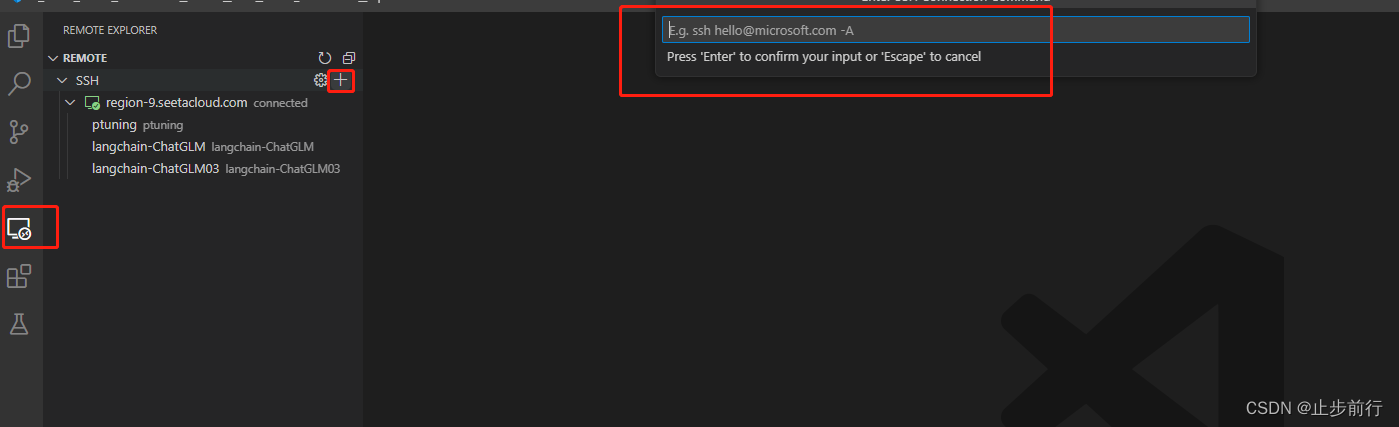 REMOTE EXPLORER
E.g. ssh hello@microsoft.com -A
REMOTE
Press 'Enter' to confirm your input or 'Escape' to cancel
SSH
region-9.seetacloud.com connected
ptuning ptuning
langchain-ChatGLM langchain-ChatGLM
langchain-ChatGLM03 langchain-ChatGLM03
CSDN @止步前行